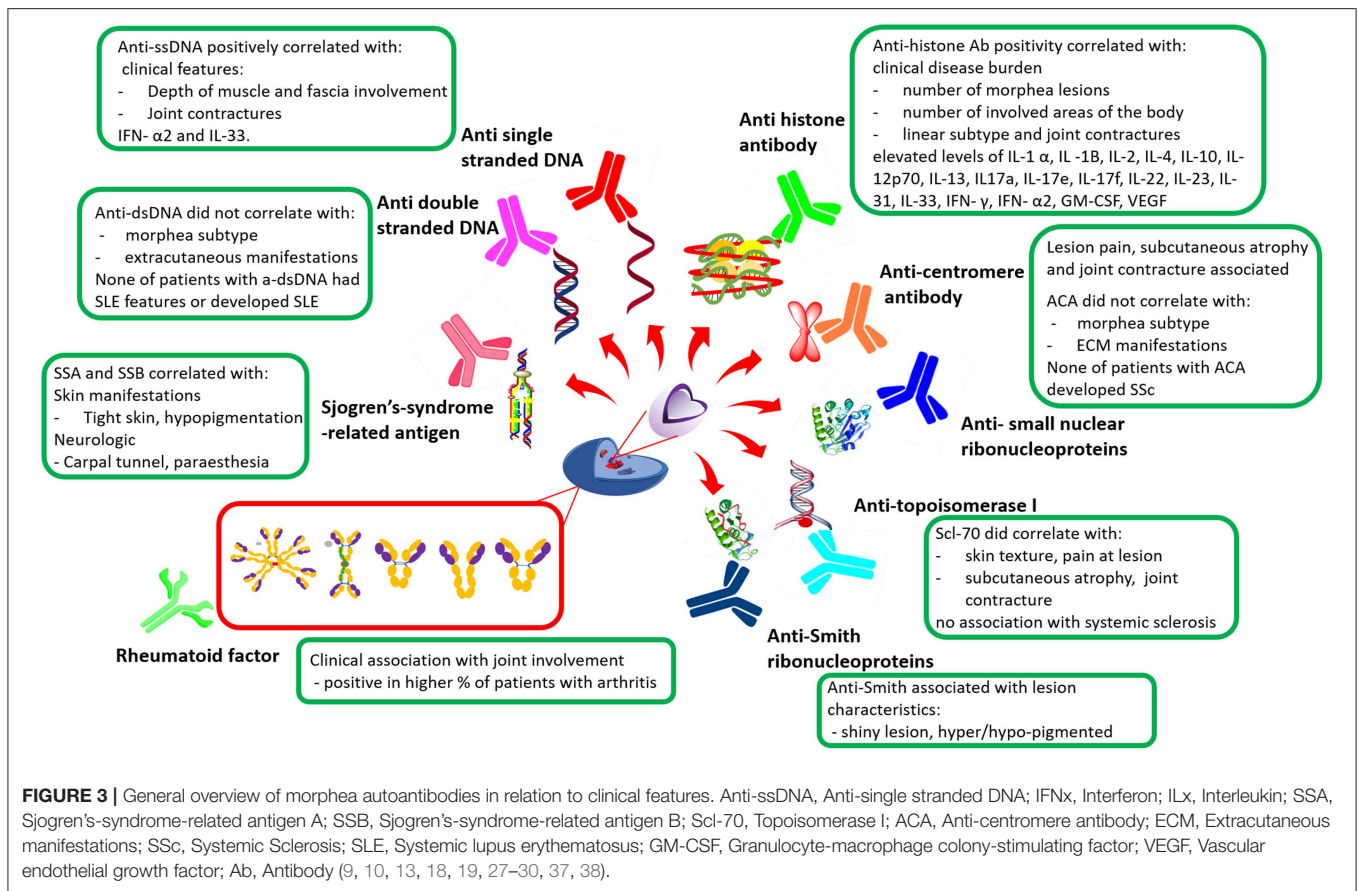 Anti-ssDNA positively correlated with:
clinical features:
- Depth of muscle and fascia involvement
- Joint contractures
IFN- α2 and IL-33.
Anti single
stranded DNA
Anti histone
antibody
Anti-histone Ab positivity correlated with:
clinical disease burden
- number of morphea lesions
- number of involved areas of the body
- linear subtype and joint contractures
elevated levels of IL-1 α, IL -1B, IL-2, IL-4, IL-10, IL-
12p70, IL-13, IL17a, IL-17e, IL-17f, IL-22, IL-23, IL-
31, IL-33, IFN- γ, IFN- α2, GM-CSF, VEGF
Anti-dsDNA did not correlate with:
- morphea subtype
- extracutaneous manifestations
None of patients with a-dsDNA had
SLE features or developed SLE
Anti double
stranded DNA
Anti-centromere
antibody
Lesion pain, subcutaneous atrophy
and joint contracture associated
ACA did not correlate with:
- morphea subtype
- ECM manifestations
None of patients with ACA
developed SSc
SSA and SSB correlated with:
Skin manifestations
- Tight skin, hypopigmentation
Neurologic
- Carpal tunnel, paraesthesia
Sjogren's-syndrome
-related antigen
Anti- small nuclear
ribonucleoproteins
Anti-topoisomerase I
Scl-70 did correlate with:
- skin texture, pain at lesion
- subcutaneous atrophy, joint
contracture
no association with systemic sclerosis
Rheumatoid factor
Clinical association with joint involvement
- positive in higher % of patients with arthritis
Anti-Smith
ribonucleoproteins
Anti-Smith associated with lesion
characteristics:
- shiny lesion, hyper/hypo-pigmented
FIGURE 3 | General overview of morphea autoantibodies in relation to clinical features. Anti-ssDNA, Anti-single stranded DNA; IFNx, Interferon; ILx, Interleukin; SSA,
Sjogren's-syndrome-related antigen A; SSB, Sjogren's-syndrome-related antigen B; Scl-70, Topoisomerase I; ACA, Anti-centromere antibody; ECM, Extracutaneous
manifestations; SSc, Systemic Sclerosis; SLE, Systemic lupus erythematosus; GM-CSF, Granulocyte-macrophage colony-stimulating factor; VEGF, Vascular
endothelial growth factor; Ab, Antibody (9, 10, 13, 18, 19, 27–30, 37, 38).